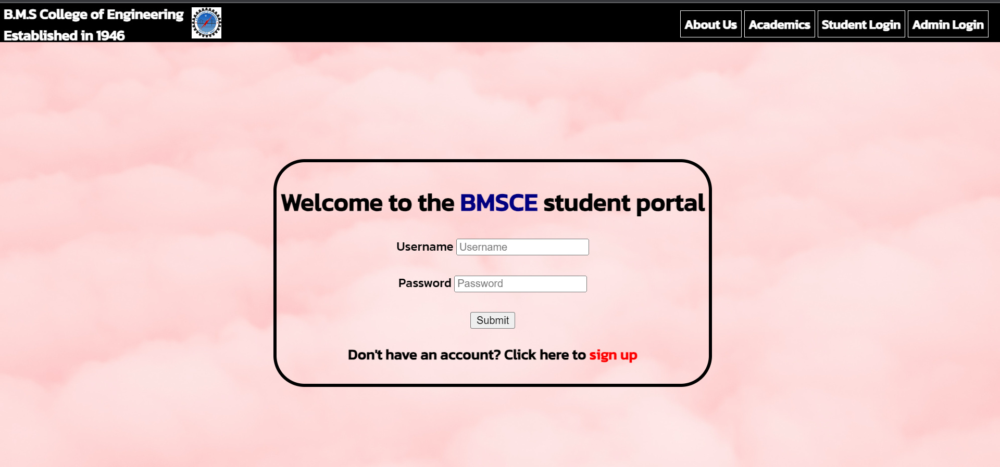 B.M.S College of Engineering
Established in 1946
About Us
Academics
Student Login
Admin Login
Welcome to the BMSCE student portal
Username Username
Password Password
Submit
Don't have an account? Click here to sign up